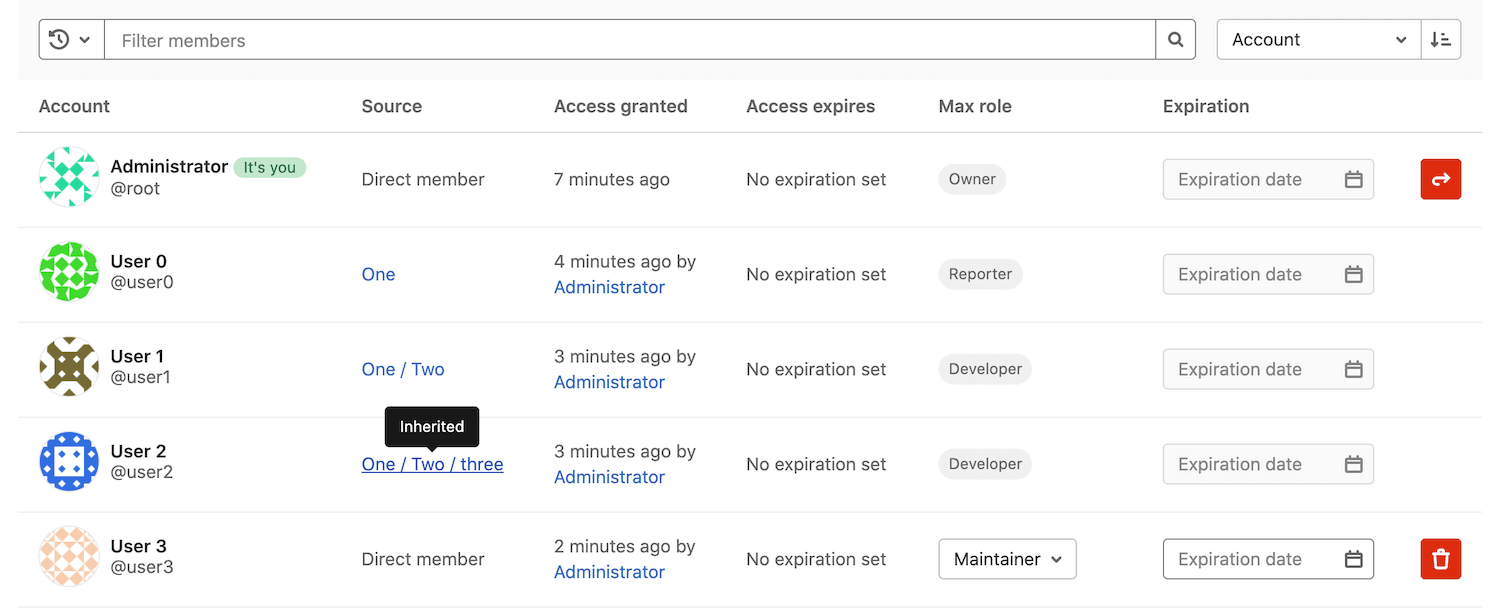 Filter members
Account
Account Source Access granted Access expires Max role Expiration
Administrator It's you
@root
Direct member 7 minutes ago No expiration set Owner Expiration date
User 0
@user0
One
4 minutes ago by
Administrator
No expiration set Reporter Expiration date
User 1
@user1
One / Two
3 minutes ago by
Administrator
No expiration set Developer Expiration date
Inherited
User 2
@user2
One / Two / three
3 minutes ago by
Administrator
No expiration set Developer Expiration date
User 3
@user3
Direct member
2 minutes ago by
Administrator
No expiration set Maintainer Expiration date